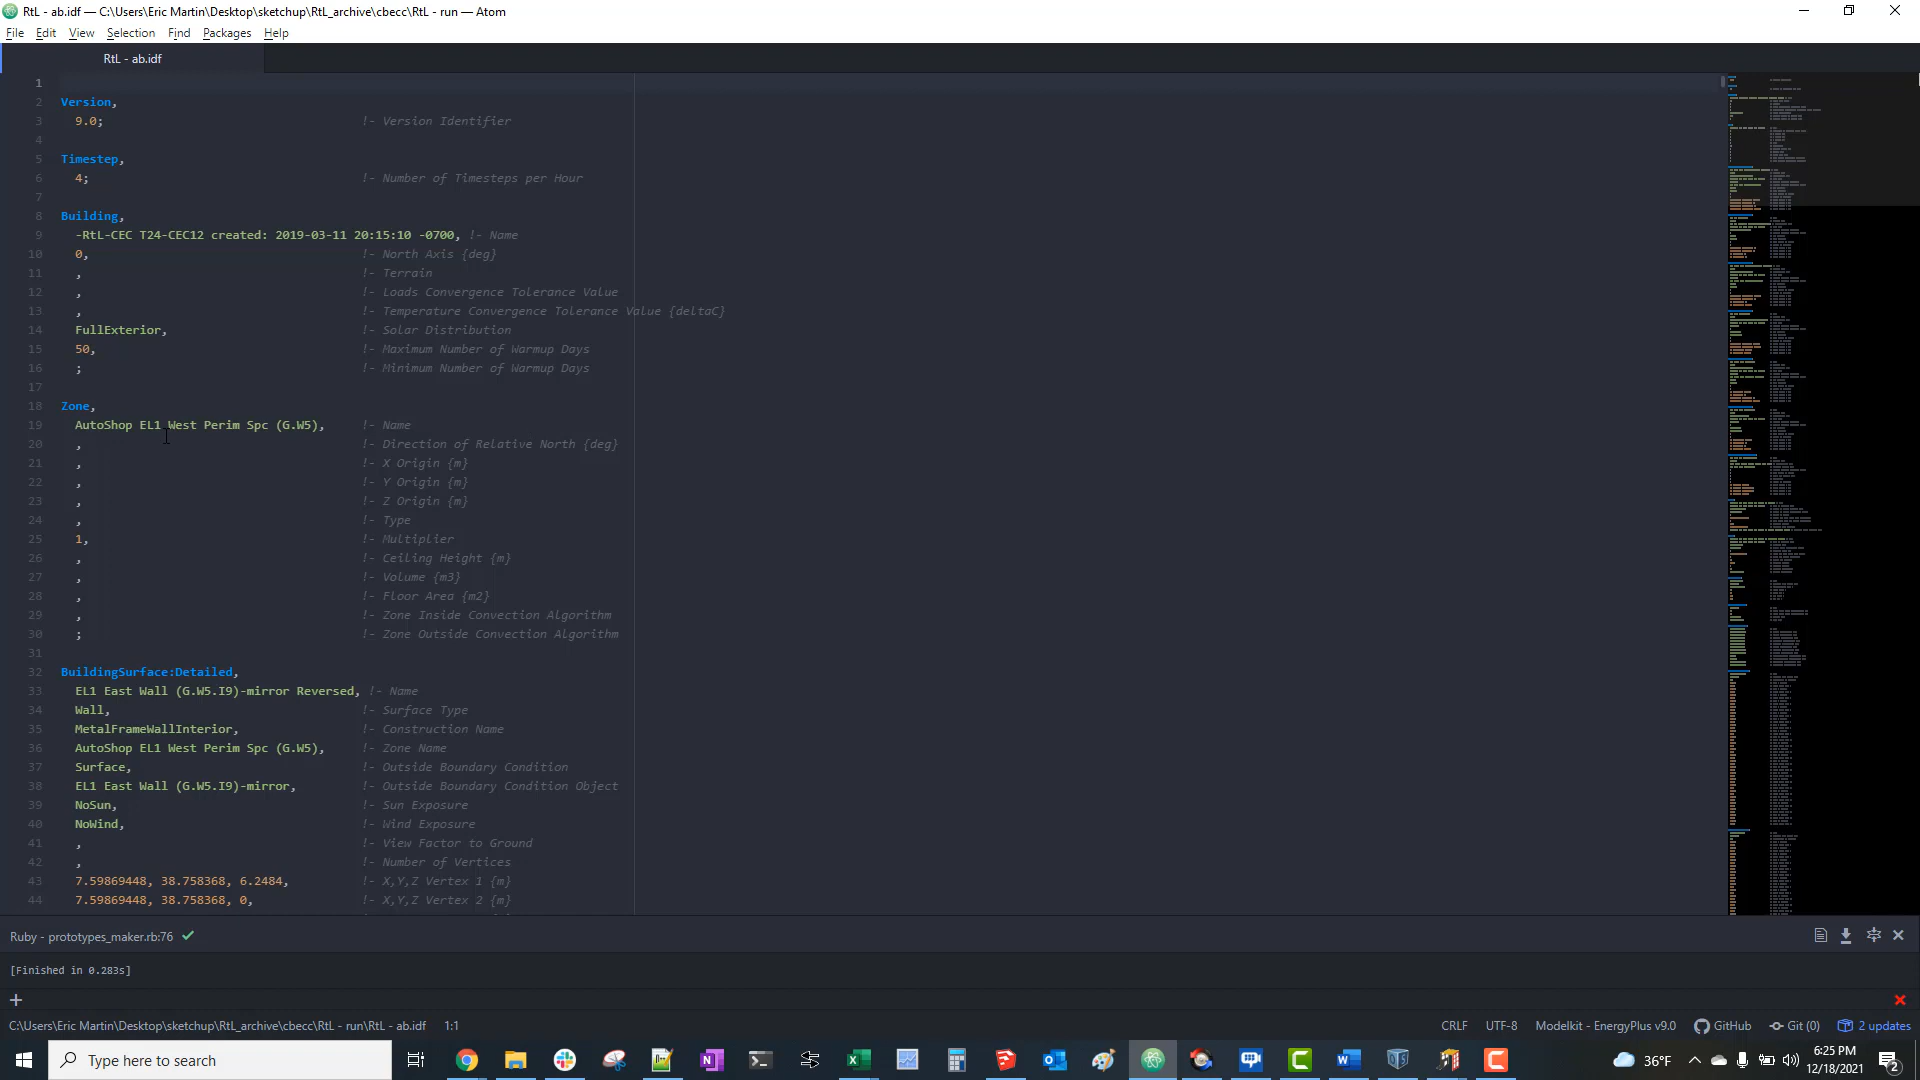 RtL - ab.idf — C:\Users\Eric Martin\Desktop\sketchup\RtL_archive\cbecc\RtL - run — Atom
File Edit View Selection Find Packages Help
RtL - ab.idf
1
2 Version,
3 9.0; !- Version Identifier
4
5 Timestep,
6 4; !- Number of Timesteps per Hour
7
8 Building,
9 -RtL-CEC T24-CEC12 created: 2019-03-11 20:15:10 -0700, !- Name
10 0, !- North Axis {deg}
11 , !- Terrain
12 , !- Loads Convergence Tolerance Value
13 , !- Temperature Convergence Tolerance Value {deltaC}
14 FullExterior, !- Solar Distribution
15 50, !- Maximum Number of Warmup Days
16 ; !- Minimum Number of Warmup Days
17
18 Zone,
19 AutoShop EL1 West Perim Spc (G.W5), !- Name
20 , !- Direction of Relative North {deg}
21 , !- X Origin {m}
22 , !- Y Origin {m}
23 , !- Z Origin {m}
24 , !- Type
25 1, !- Multiplier
26 , !- Ceiling Height {m}
27 , !- Volume {m3}
28 , !- Floor Area {m2}
29 , !- Zone Inside Convection Algorithm
30 ; !- Zone Outside Convection Algorithm
31
32 BuildingSurface:Detailed,
33 EL1 East Wall (G.W5.I9)-mirror Reversed, !- Name
34 Wall, !- Surface Type
35 MetalFrameWallInterior, !- Construction Name
36 AutoShop EL1 West Perim Spc (G.W5), !- Zone Name
37 Surface, !- Outside Boundary Condition
38 EL1 East Wall (G.W5.I9)-mirror, !- Outside Boundary Condition Object
39 NoSun, !- Sun Exposure
40 NoWind, !- Wind Exposure
41 , !- View Factor to Ground
42 , !- Number of Vertices
43 7.59869448, 38.758368, 6.2484, !- X,Y,Z Vertex 1 {m}
44 7.59869448, 38.758368, 0, !- X,Y,Z Vertex 2 {m}
Ruby - prototypes_maker.rb:76
[Finished in 0.283s]
C:\Users\Eric Martin\Desktop\sketchup\RtL_archive\cbecc\RtL - run\RtL - ab.idf 1:1 CRLF UTF-8 Modelkit - EnergyPlus v9.0 GitHub Git (0) 2 updates
Type here to search 36°F 6:25 PM
12/18/2021 2